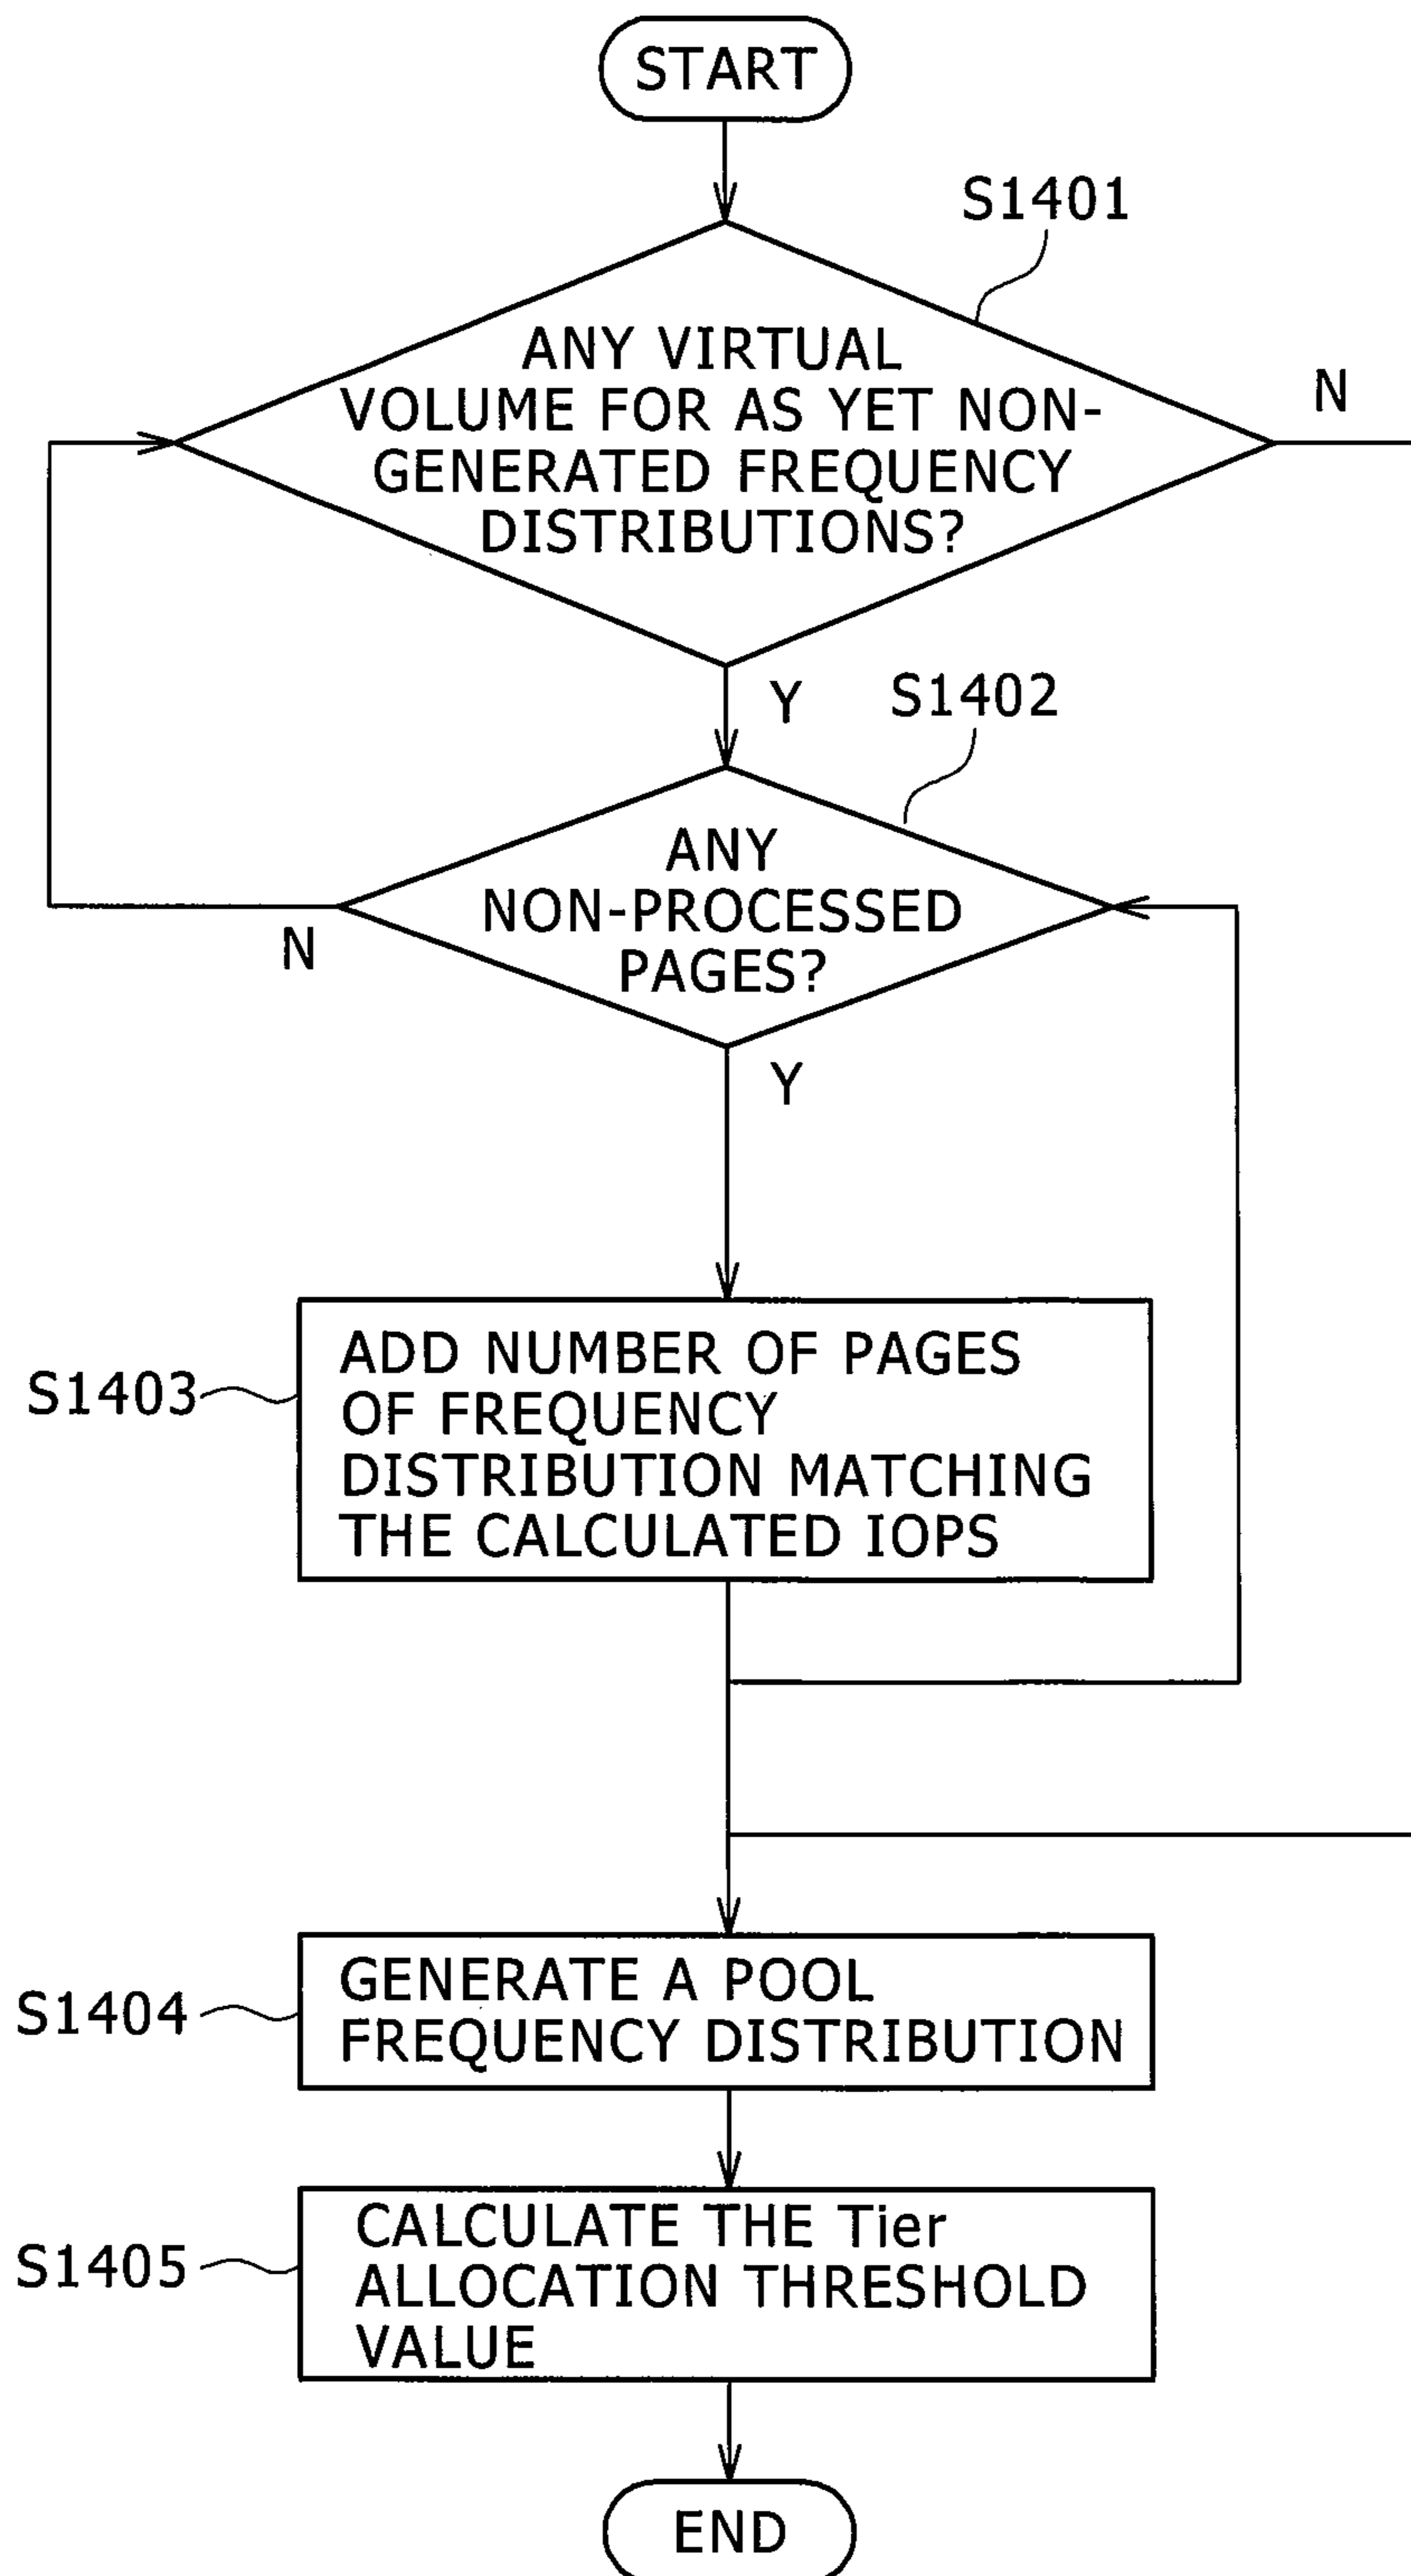 START
S1401
ANY VIRTUAL
VOLUME FOR AS YET NON-
GENERATED FREQUENCY
DISTRIBUTIONS?
N
Y
S1402
ANY
NON-PROCESSED
PAGES?
N
Y
S1403
ADD NUMBER OF PAGES
OF FREQUENCY
DISTRIBUTION MATCHING
THE CALCULATED IOPS
S1404
GENERATE A POOL
FREQUENCY DISTRIBUTION
S1405
CALCULATE THE Tier
ALLOCATION THRESHOLD
VALUE
END